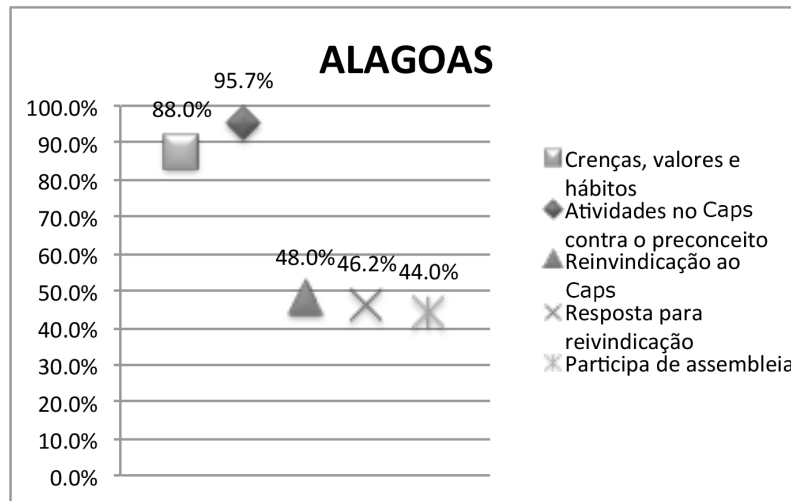 ALAGOAS
95.7%
88.0%
48.0%
46.2%
44.0%
100.0%
90.0%
80.0%
70.0%
60.0%
50.0%
40.0%
30.0%
20.0%
10.0%
0.0%
Crenças, valores e
hábitos
Atividades no Caps
contra o preconceito
Reinvindicação ao
Caps
Resposta para
reivindicação
Participa de assembleia